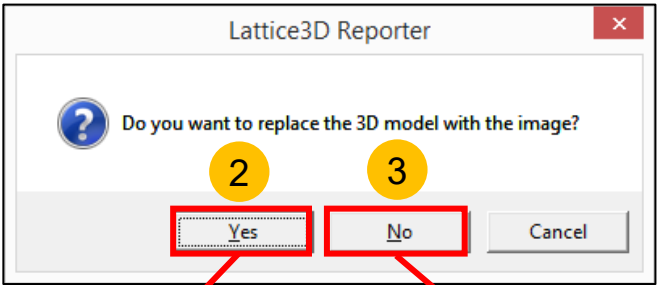 Lattice3D Reporter
Do you want to replace the 3D model with the image?
2 3
Yes No Cancel